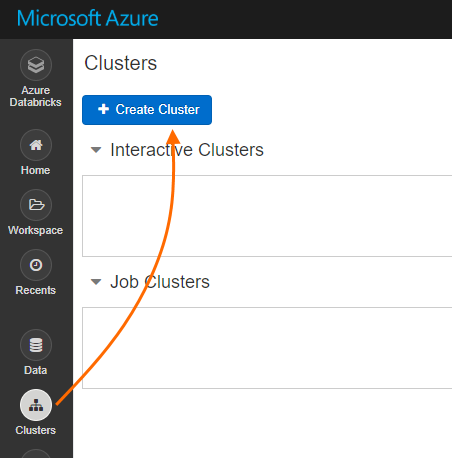 Microsoft Azure
Azure
Databricks
Home
Workspace
Recents
Data
Clusters
Clusters
+ Create Cluster
Interactive Clusters
Job Clusters